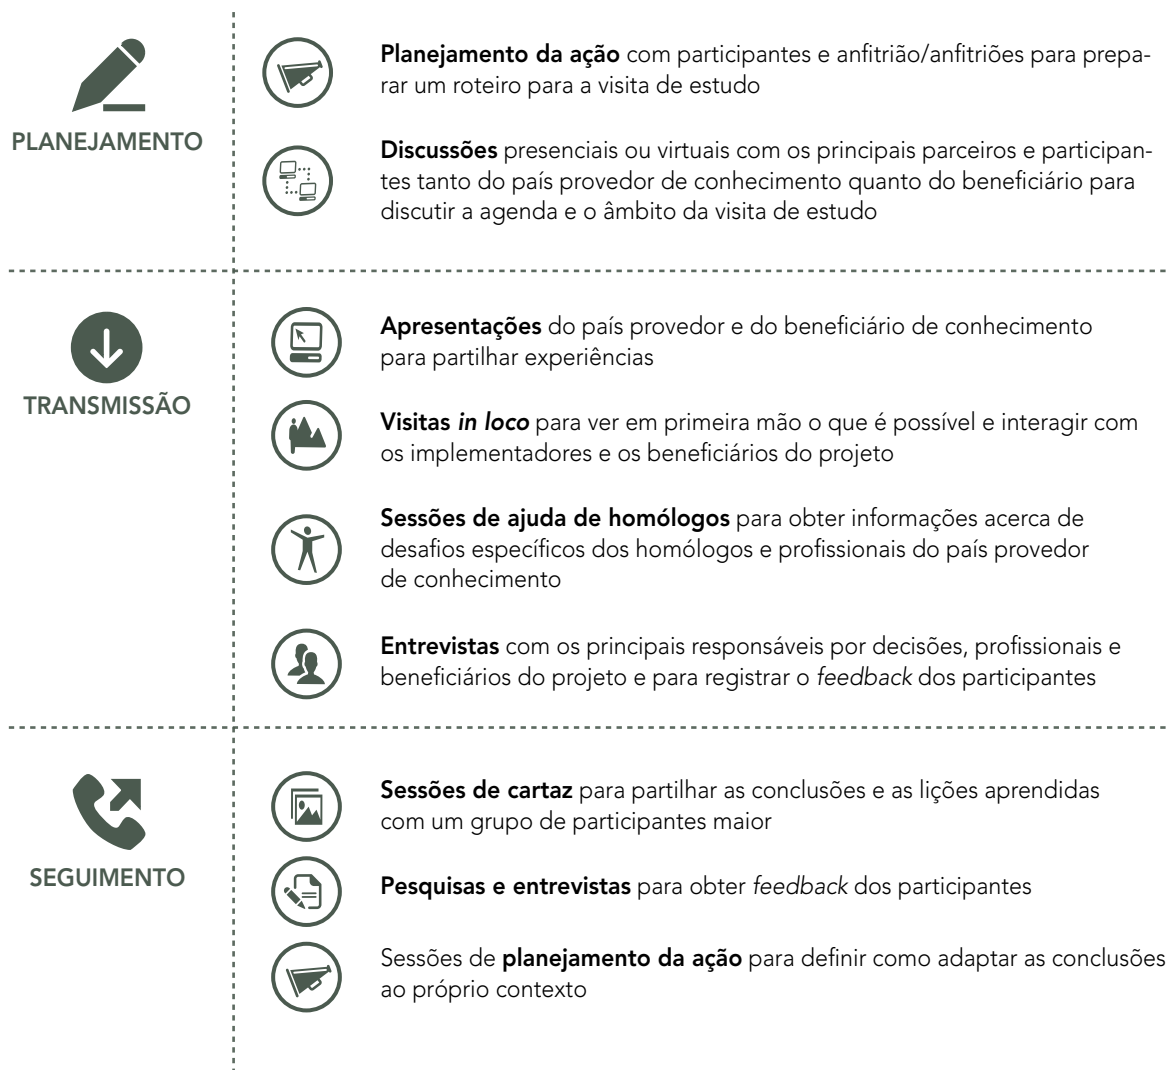 PLANEJAMENTO
Planejamento da ação com participantes e anfitrião/anfitriões para prepa-
rar um roteiro para a visita de estudo
Discussões presenciais ou virtuais com os principais parceiros e participan-
tes tanto do país provedor de conhecimento quanto do beneficiário para
discutir a agenda e o âmbito da visita de estudo
TRANSMISSÃO
Apresentações do país provedor e do beneficiário de conhecimento
para partilhar experiências
Visitas in loco para ver em primeira mão o que é possível e interagir com
os implementadores e os beneficiários do projeto
Sessões de ajuda de homólogos para obter informações acerca de
desafios específicos dos homólogos e profissionais do país provedor
de conhecimento
Entrevistas com os principais responsáveis por decisões, profissionais e
beneficiários do projeto e para registrar o feedback dos participantes
SEGUIMENTO
Sessões de cartaz para partilhar as conclusões e as lições aprendidas
com um grupo de participantes maior
Pesquisas e entrevistas para obter feedback dos participantes
Sessões de planejamento da ação para definir como adaptar as conclusões
ao próprio contexto